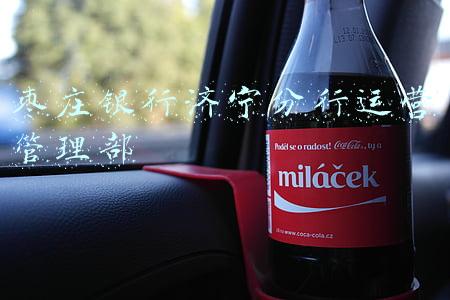 枣庄银行济宁分行运营
管理部
Poděl se o radost! Coca-Cola, ty a
miláček
www.coca-cola.cz